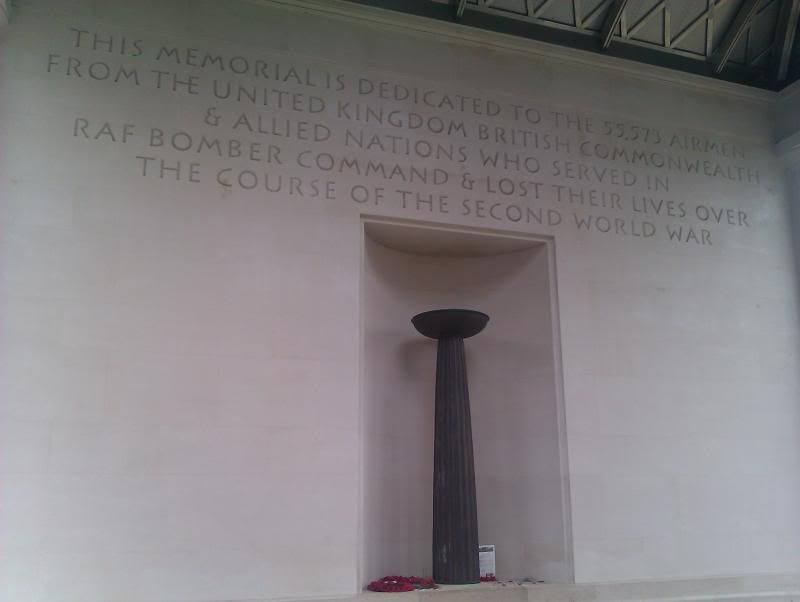 THIS MEMORIAL IS DEDICATED TO THE 55,573 AIRMEN
FROM THE UNITED KINGDOM BRITISH COMMONWEALTH
& ALLIED NATIONS WHO SERVED IN
RAF BOMBER COMMAND & LOST THEIR LIVES OVER
THE COURSE OF THE SECOND WORLD WAR